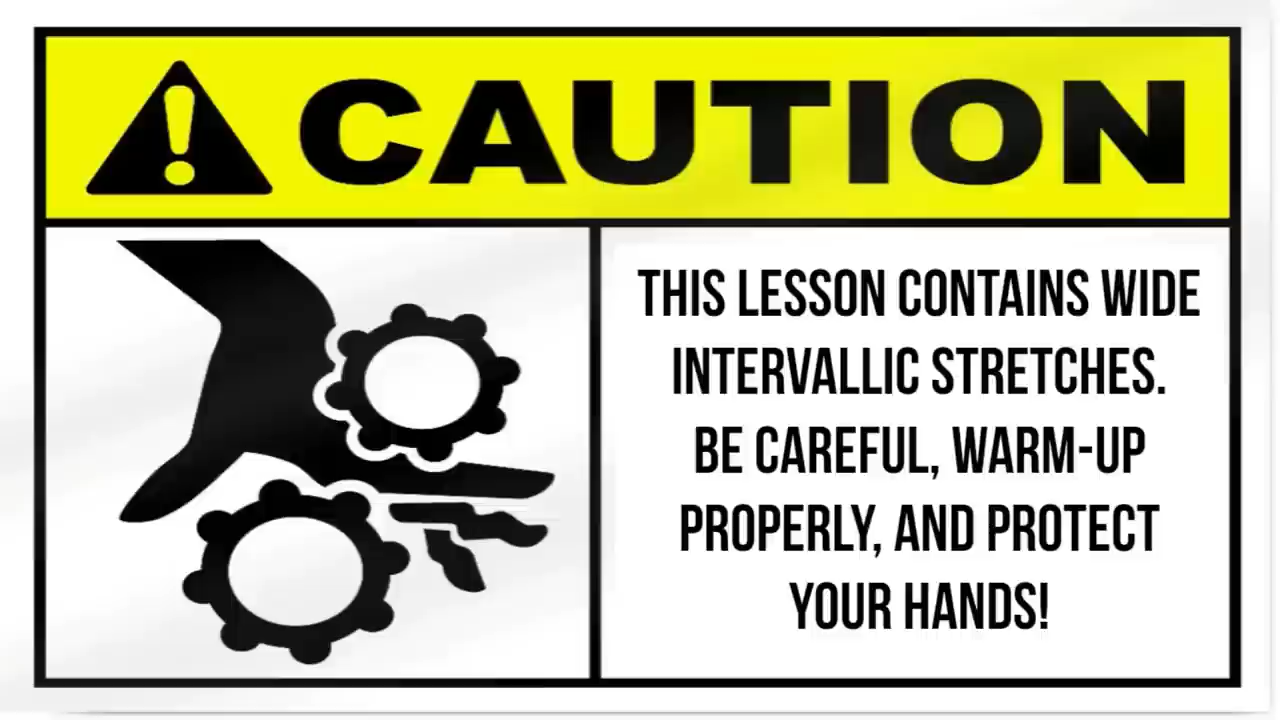 CAUTION
THIS LESSON CONTAINS WIDE
INTERVALLIC STRETCHES.
BE CAREFUL, WARM-UP
PROPERLY, AND PROTECT
YOUR HANDS!